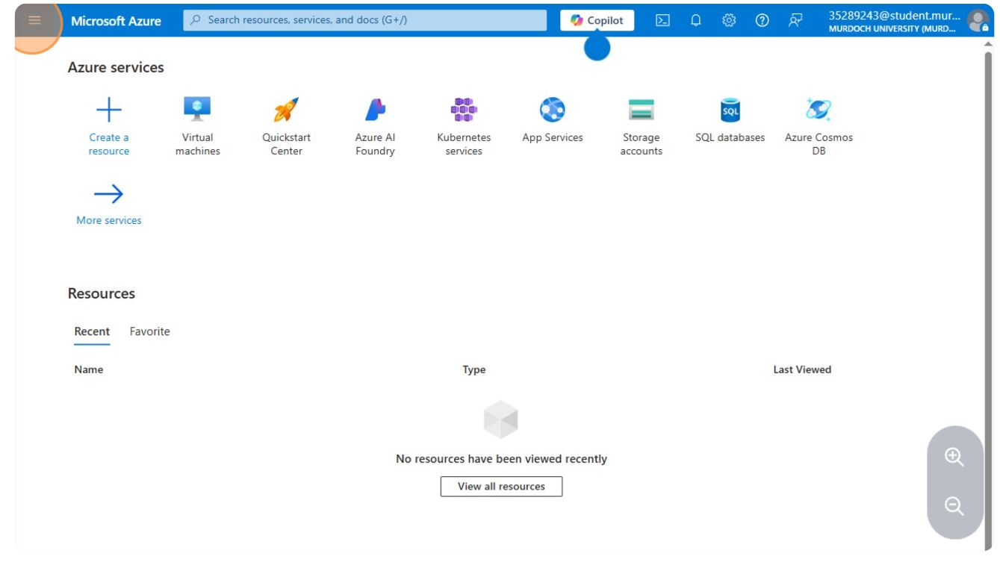 Microsoft Azure
Search resources, services, and docs (G+/)
Copilot
35289243@student.mur...
MURDOCH UNIVERSITY (MURD...
Azure services
Create a
resource
Virtual
machines
Quickstart
Center
Azure AI
Foundry
Kubernetes
services
App Services
Storage
accounts
SQL
SQL databases
Azure Cosmos
DB
More services
Resources
Recent Favorite
Name Type Last Viewed
No resources have been viewed recently
View all resources